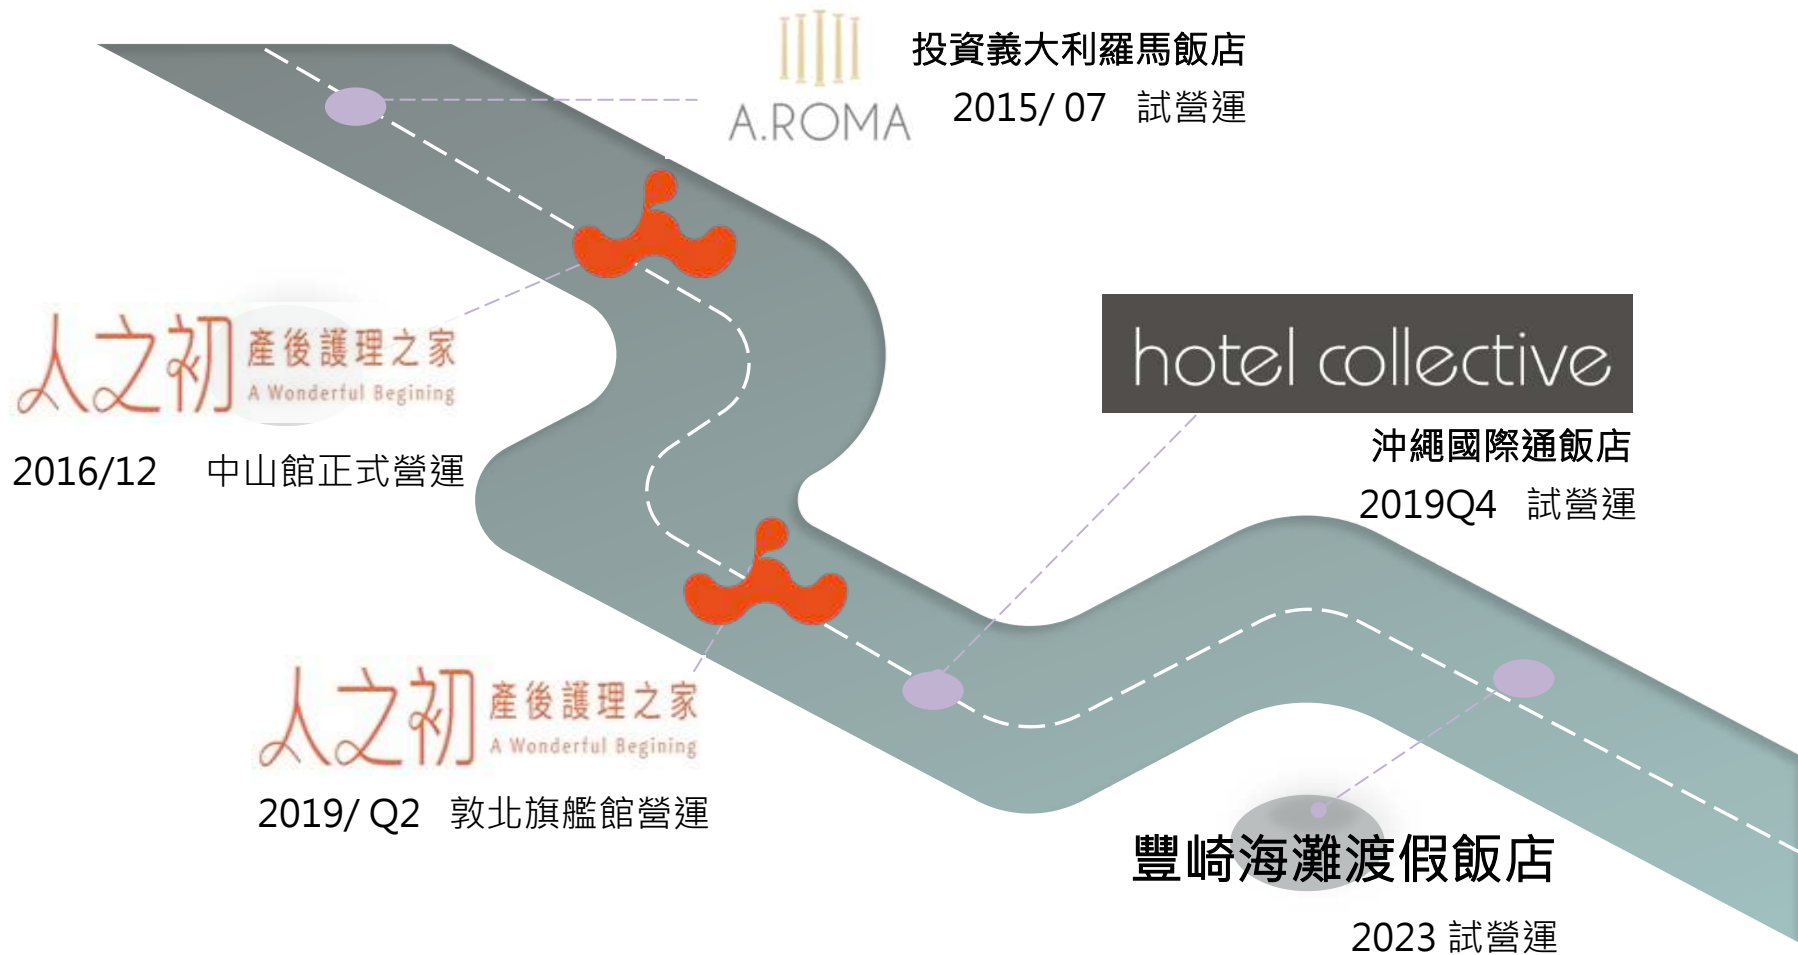 投資義大利羅馬飯店
A.ROMA
2015/ 07 試營運
人之初 產後護理之家
A Wonderful Begining
2016/12 中山館正式營運
hotel collective
沖繩國際通飯店
2019Q4 試營運
人之初 產後護理之家
A Wonderful Begining
2019/ Q2 敦北旗艦館營運
豐崎海灘渡假飯店
2023 試營運